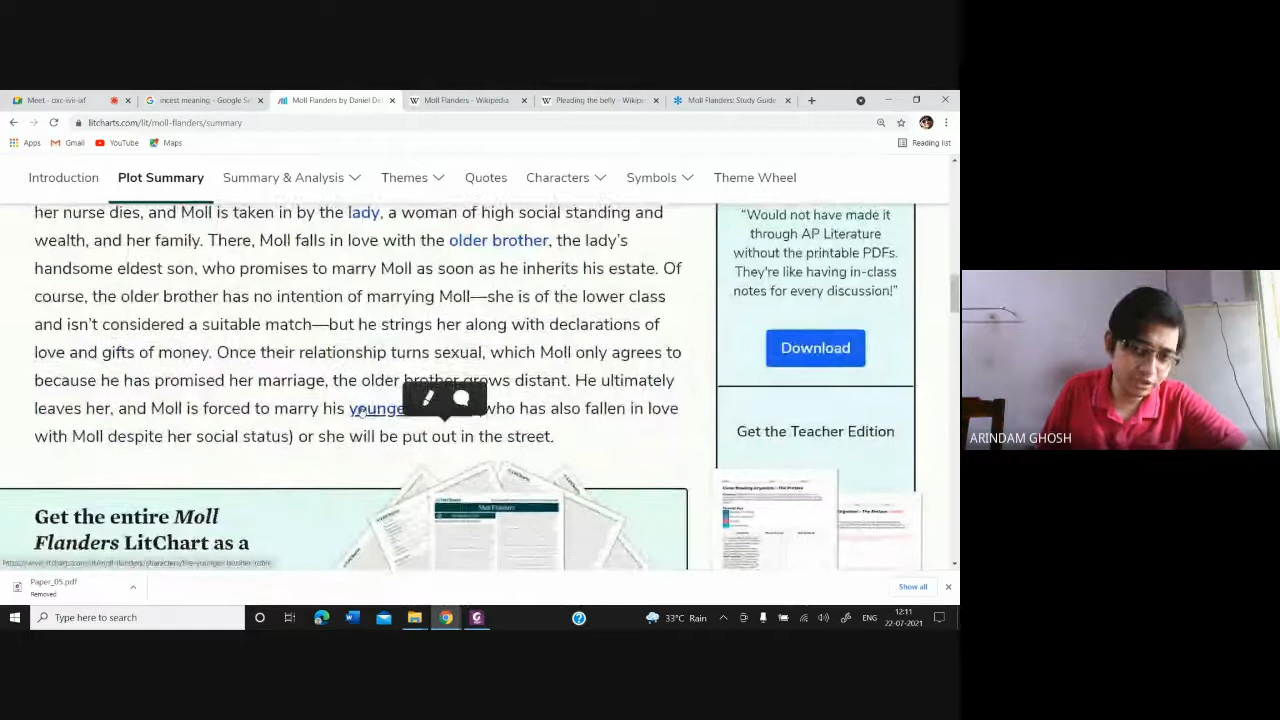 Meet - oxc-ivii-ixf
incest meaning - Google Se
Moll Flanders by Daniel De
Moll Flanders - Wikipedia
Pleading the belly - Wikipe
Moll Flanders: Study Guide
litcharts.com/lit/moll-flanders/summary
Apps Gmail YouTube Maps Reading list
Introduction Plot Summary Summary & Analysis Themes Quotes Characters Symbols Theme Wheel
her nurse dies, and Moll is taken in by the lady, a woman of high social standing and
wealth, and her family. There, Moll falls in love with the older brother, the lady's
handsome eldest son, who promises to marry Moll as soon as he inherits his estate. Of
course, the older brother has no intention of marrying Moll—she is of the lower class
and isn't considered a suitable match—but he strings her along with declarations of
love and gifts of money. Once their relationship turns sexual, which Moll only agrees to
because he has promised her marriage, the older brother grows distant. He ultimately
leaves her, and Moll is forced to marry his younge who has also fallen in love
with Moll despite her social status) or she will be put out in the street.
"Would not have made it
through AP Literature
without the printable PDFs.
They're like having in-class
notes for every discussion!"
Download
Get the Teacher Edition
Get the entire Moll
Flanders LitChart as a
Moll Flanders
ARINDAM GHOSH
Paper_05.pdf
Removed
Show all
Type here to search
33°C Rain
ENG
12:11
22-07-2021